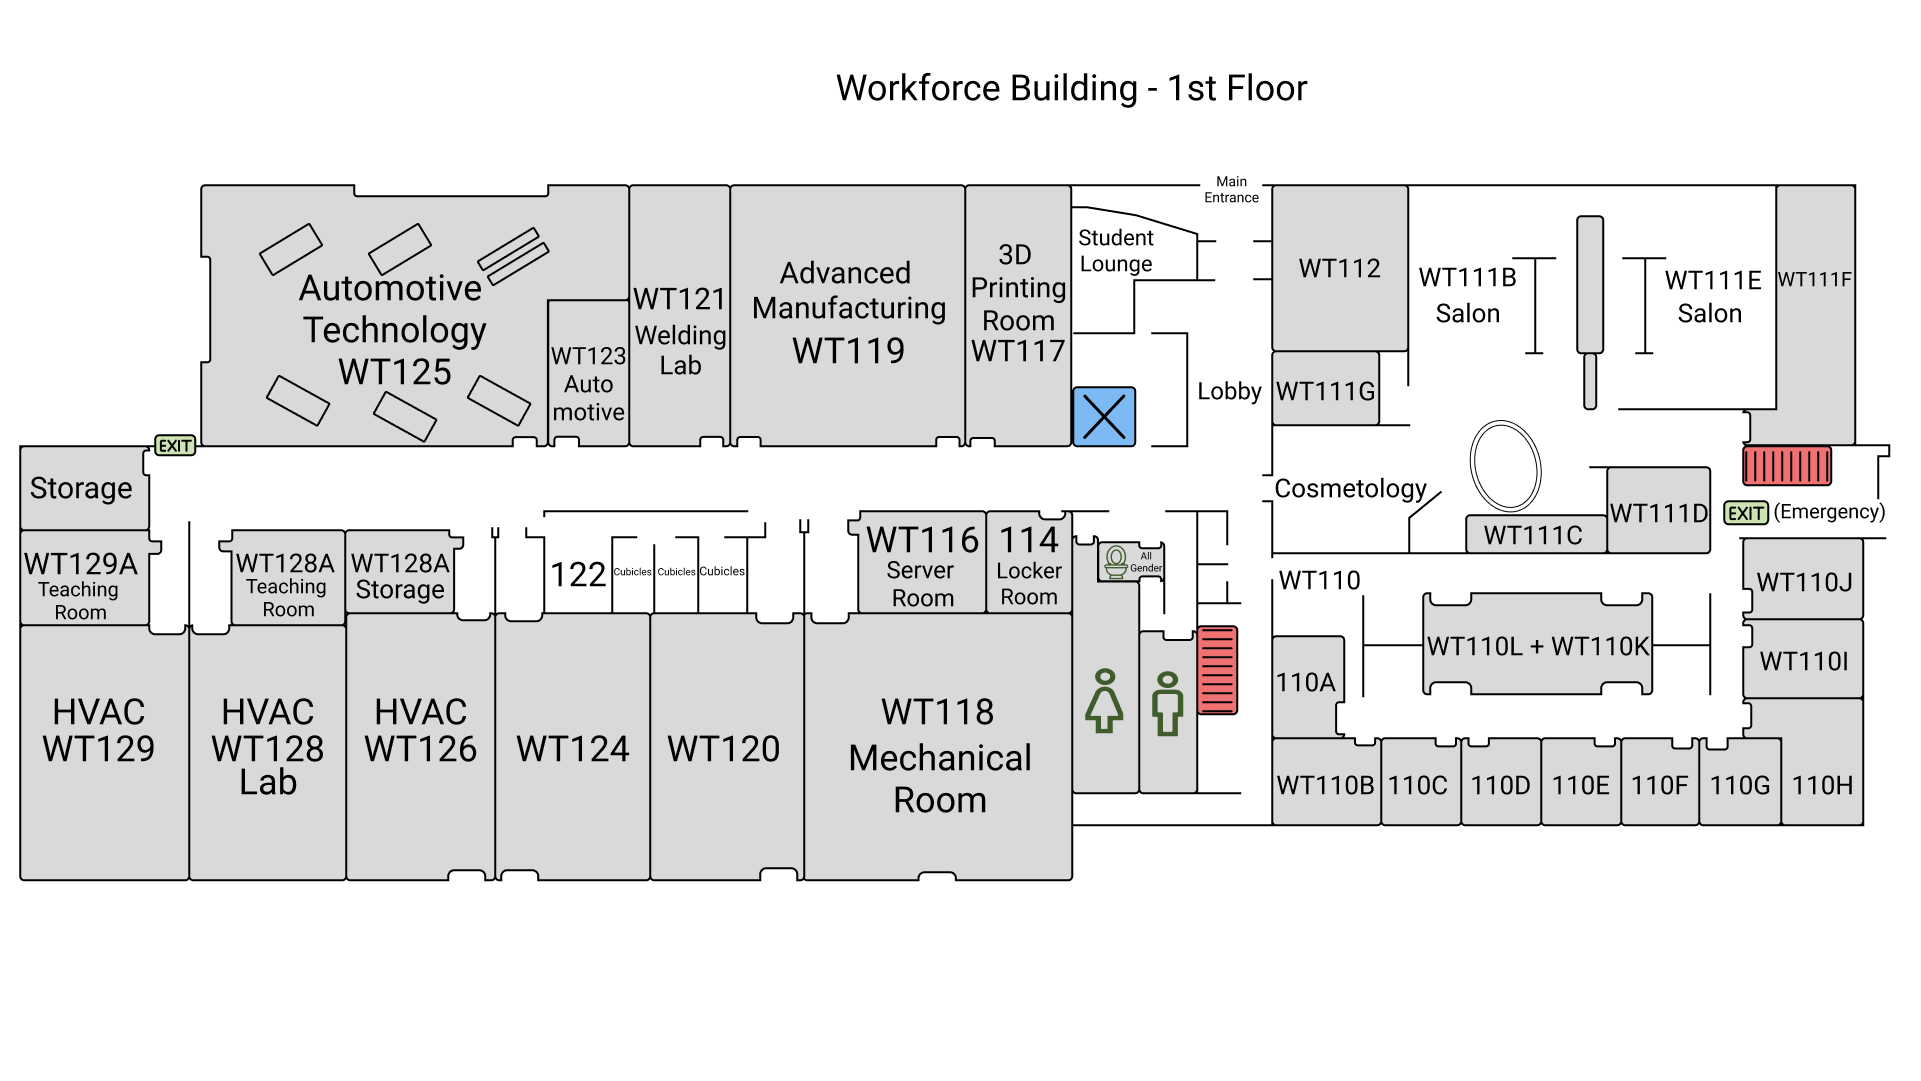 Workforce Building - 1st Floor
Main
Entrance
Student
Lounge
3D
Printing
Room
WT117
Advanced
Manufacturing
WT119
WT121
Welding
Lab
Automotive
Technology
WT125
WT123
Auto
motive
WT112
WT111B
Salon
WT111E
Salon
WT111F
Lobby
WT111G
EXIT
Storage
Cosmetology
WT111C
WT111D
EXIT (Emergency)
WT129A
Teaching
Room
WT128A
Teaching
Room
WT128A
Storage
122
Cubicles
Cubicles
Cubicles
WT116
Server
Room
114
Locker
Room
All
Gender
WT110
WT110J
WT110L + WT110K
WT110I
110A
HVAC
WT129
HVAC
WT128
Lab
HVAC
WT126
WT124
WT120
WT118
Mechanical
Room
WT110B
110C
110D
110E
110F
110G
110H